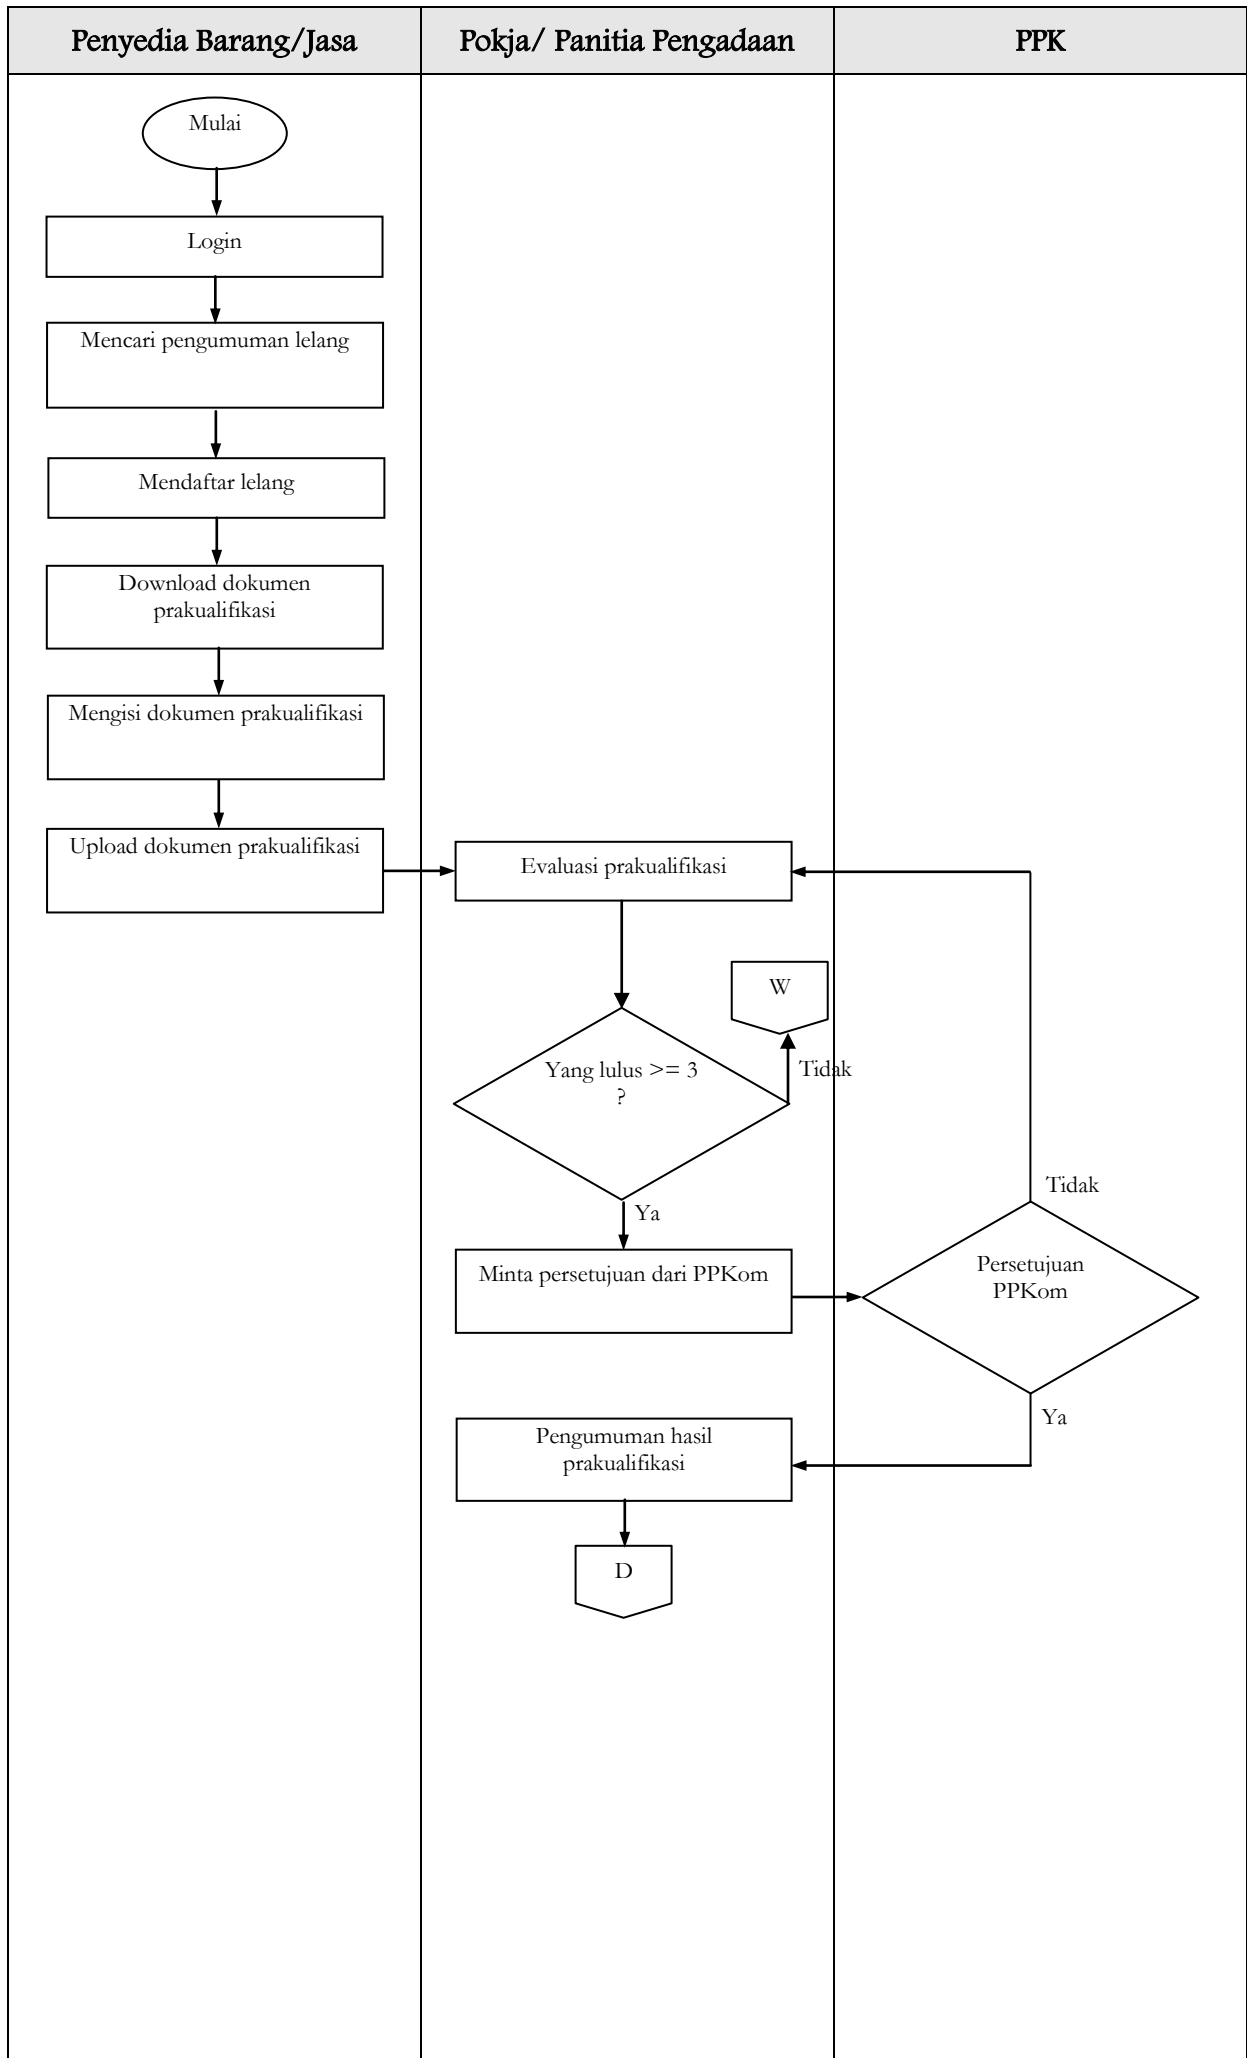 Penyedia Barang/Jasa
Pokja/ Panitia Pengadaan
PPK
Mulai
Login
Mencari pengumuman lelang
Mendaftar lelang
Download dokumen
prakualifikasi
Mengisi dokumen prakualifikasi
Upload dokumen prakualifikasi
Evaluasi prakualifikasi
W
Yang lulus >= 3
?
Tidak
Ya
Minta persetujuan dari PPKom
Tidak
Persetujuan
PPKom
Ya
Pengumuman hasil
prakualifikasi
D